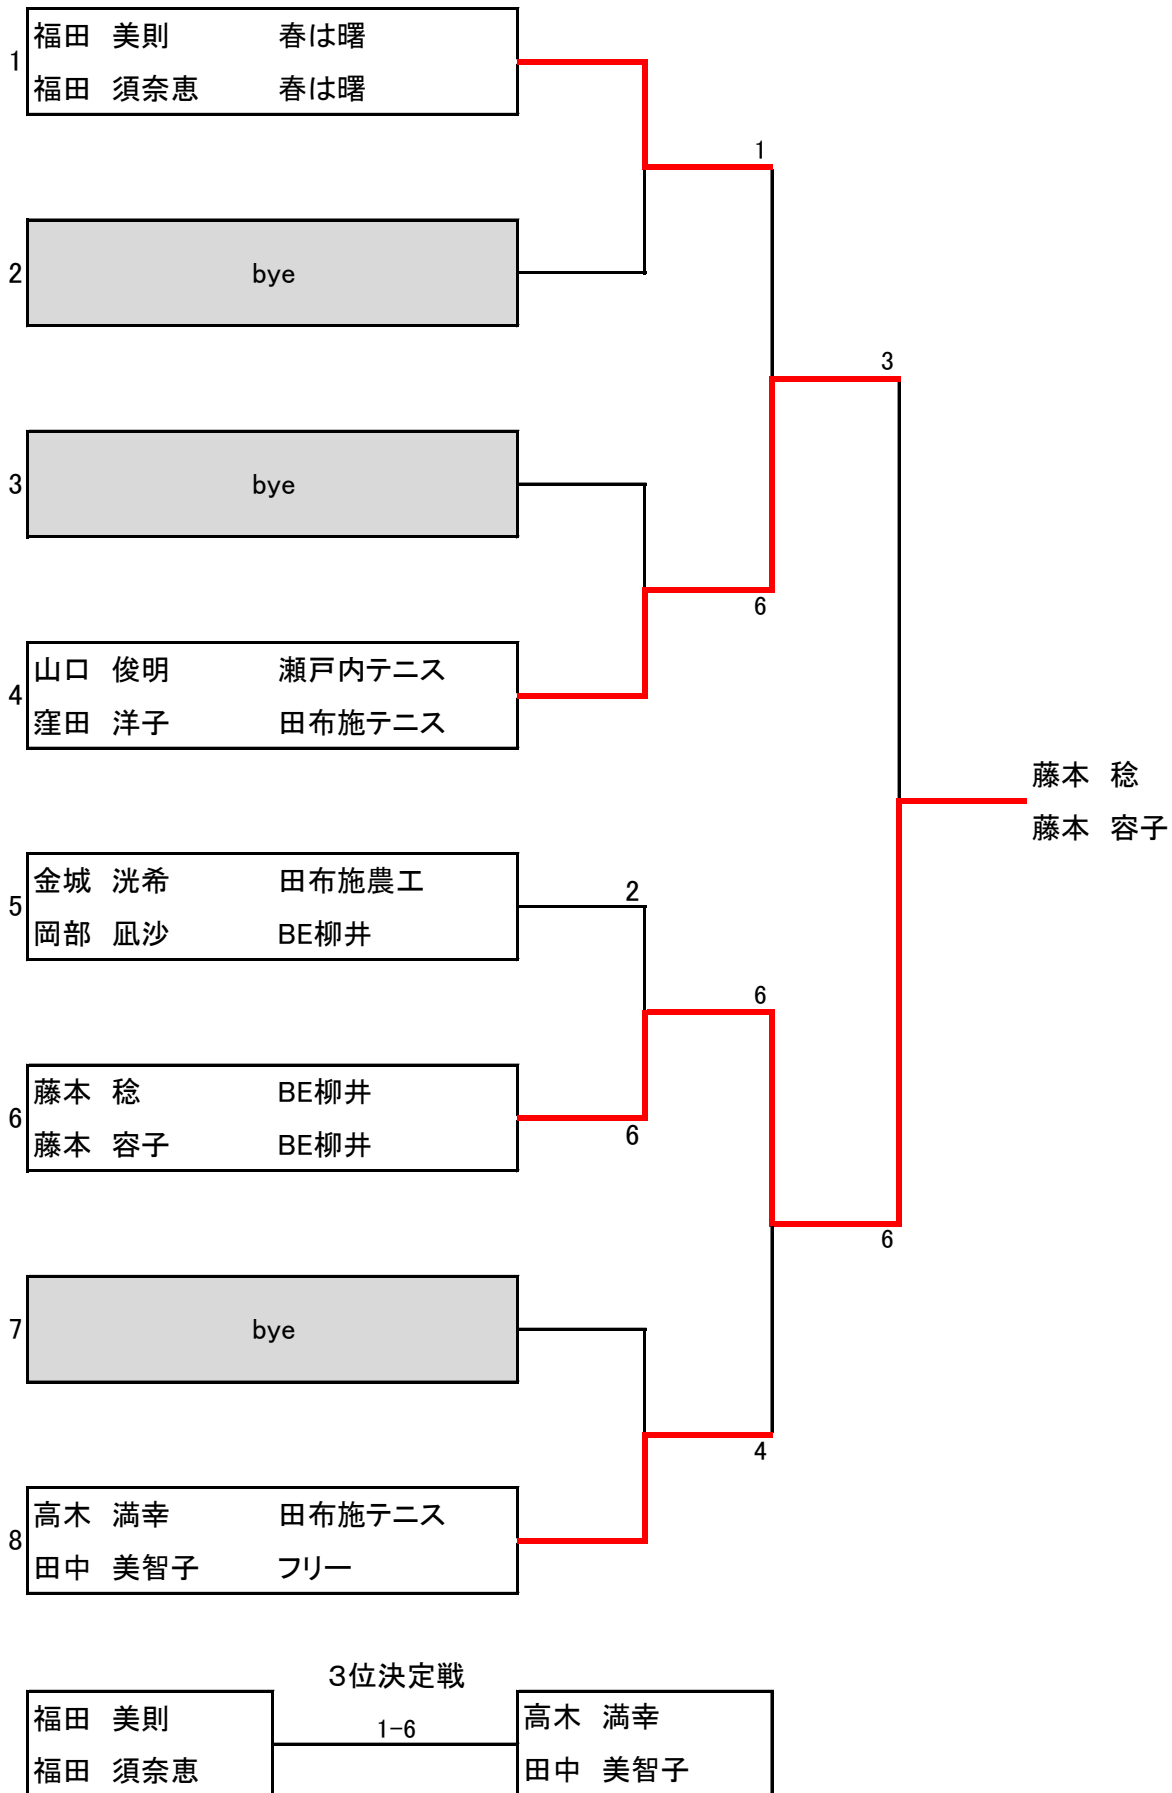 1
福田 美則 春は曙
福田 須奈恵 春は曙
1
2
bye
3
3
bye
6
4
山口 俊明 瀬戸内テニス
窪田 洋子 田布施テニス
藤本 稔
藤本 容子
5
金城 洸希 田布施農工
岡部 凪沙 BE柳井
2
6
6
藤本 稔 BE柳井
藤本 容子 BE柳井
6
6
7
bye
4
8
高木 満幸 田布施テニス
田中 美智子 フリー
3位決定戦
福田 美則
福田 須奈恵
1-6
高木 満幸
田中 美智子